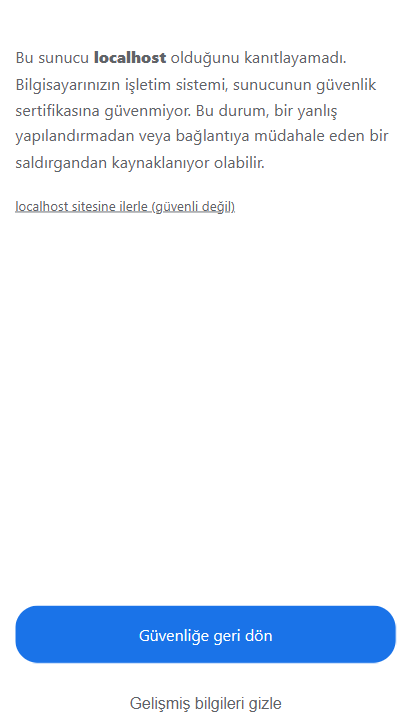 Bu sunucu localhost olduğunu kanıtlayamadı.
Bilgisayarınızın işletim sistemi, sunucunun güvenlik
sertifikasına güvenmiyor. Bu durum, bir yanlış
yapılandırmadan veya bağlantıya müdahale eden bir
saldırgandan kaynaklanıyor olabilir.
localhost sitesine ilerle (güvenli değil)
Güvenliğe geri dön
Gelişmiş bilgileri gizle